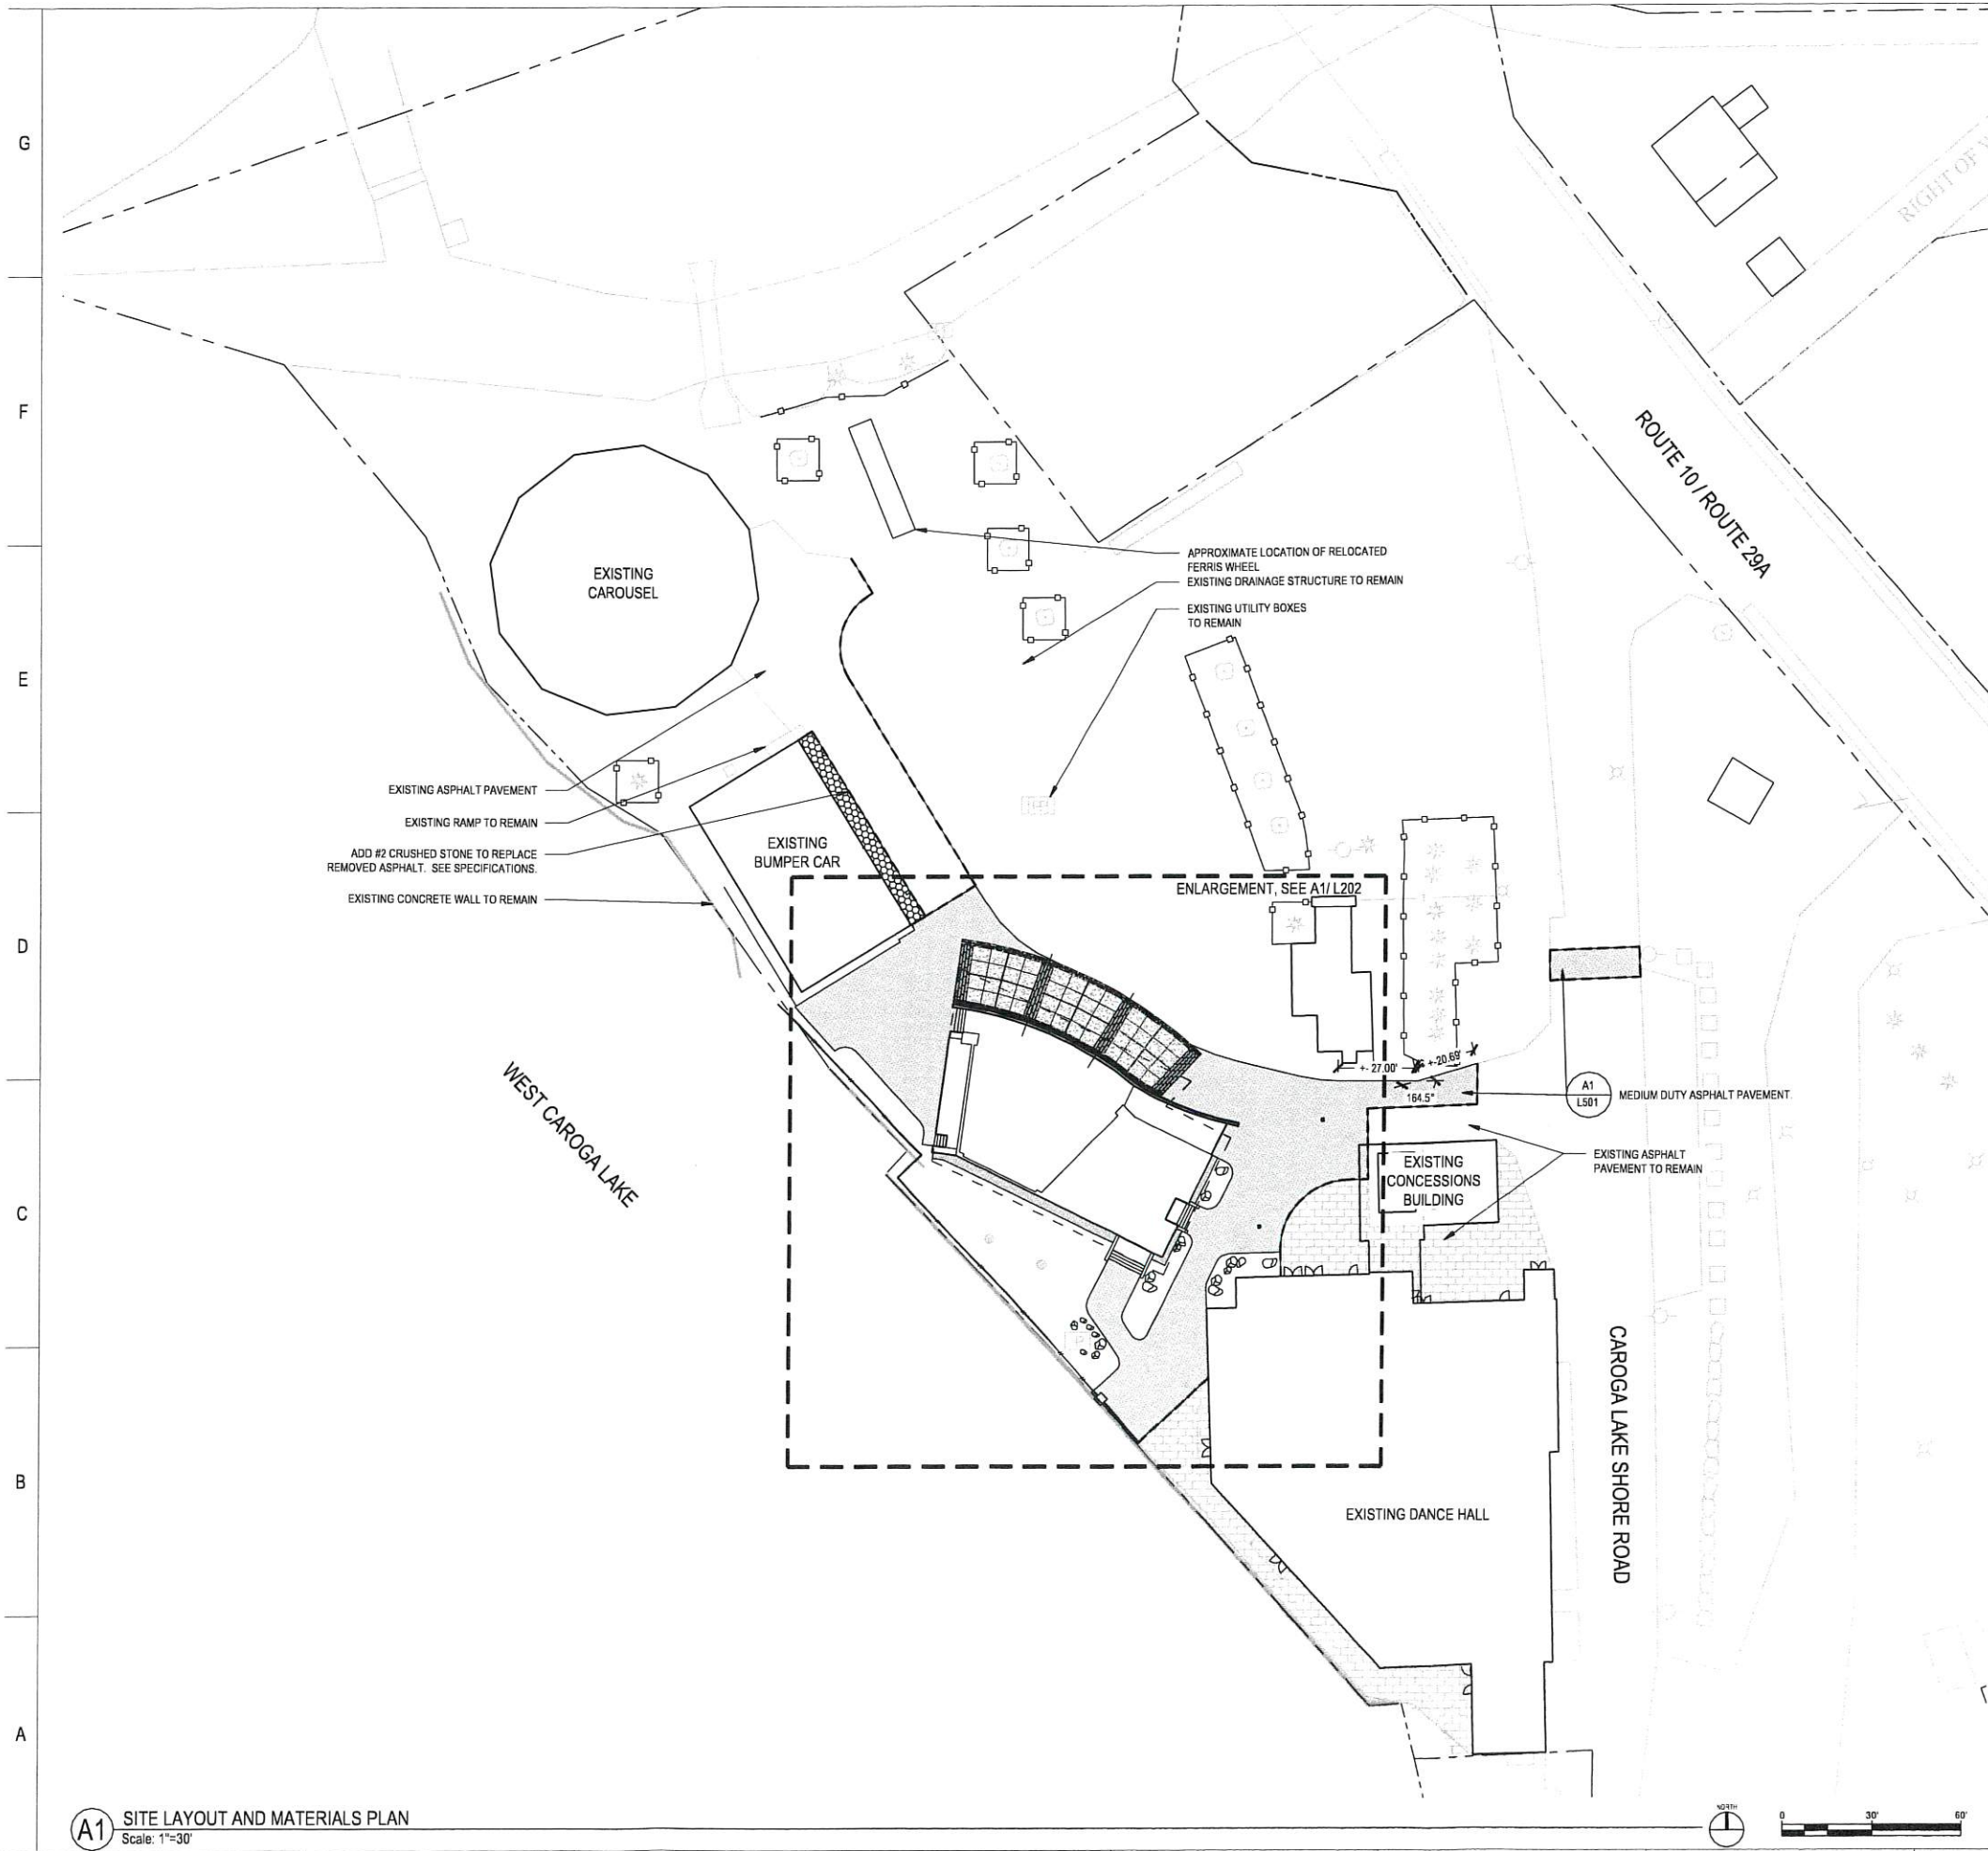 G
F
E
D
C
B
A
RIGHT OF
ROUTE 10 / ROUTE 29A
EXISTING
CAROUSEL
APPROXIMATE LOCATION OF RELOCATED
FERRIS WHEEL
EXISTING DRAINAGE STRUCTURE TO REMAIN
EXISTING UTILITY BOXES
TO REMAIN
EXISTING ASPHALT PAVEMENT
EXISTING RAMP TO REMAIN
ADD #2 CRUSHED STONE TO REPLACE
REMOVED ASPHALT. SEE SPECIFICATIONS.
EXISTING CONCRETE WALL TO REMAIN
EXISTING
BUMPER CAR
ENLARGEMENT, SEE A1/ L202
WEST CAROGA LAKE
+- 27.00'
+-20.69'
164.5°
A1
L501
MEDIUM DUTY ASPHALT PAVEMENT
EXISTING ASPHALT
PAVEMENT TO REMAIN
EXISTING
CONCESSIONS
BUILDING
CAROGA LAKE SHORE ROAD
EXISTING DANCE HALL
A1
SITE LAYOUT AND MATERIALS PLAN
Scale: 1"=30'
NORTH
0 30' 60'